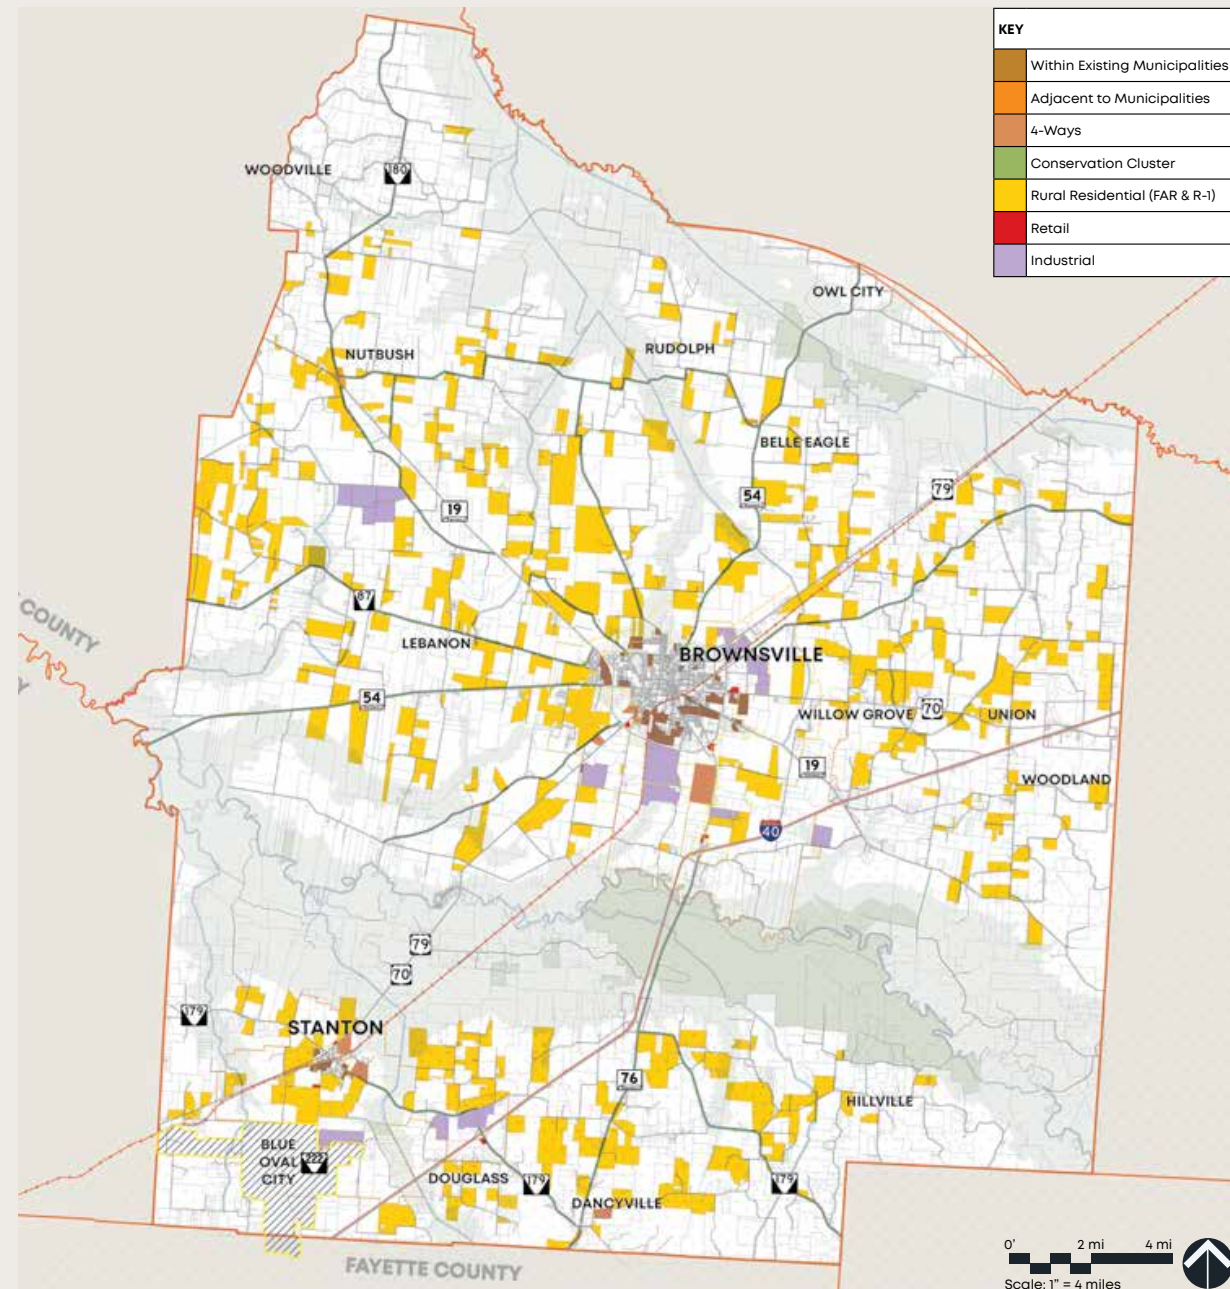 KEY
Within Existing Municipalities
Adjacent to Municipalities
4-Ways
Conservation Cluster
Rural Residential (FAR & R-1)
Retail
Industrial
WOODVILLE
180
OWL CITY
NUTBUSH
RUDOLPH
BELLE EAGLE
79
54
19
87
COUNTY
LEBANON
BROWNSVILLE
54
WILLOW GROVE
70
UNION
19
WOODLAND
40
79
70
179
STANTON
76
HILLVILLE
BLUE
OVAL
CITY
222
DOUGLASS
179
179
DANCYVILLE
FAYETTE COUNTY
0'
2 mi
4 mi
Scale: 1" = 4 miles